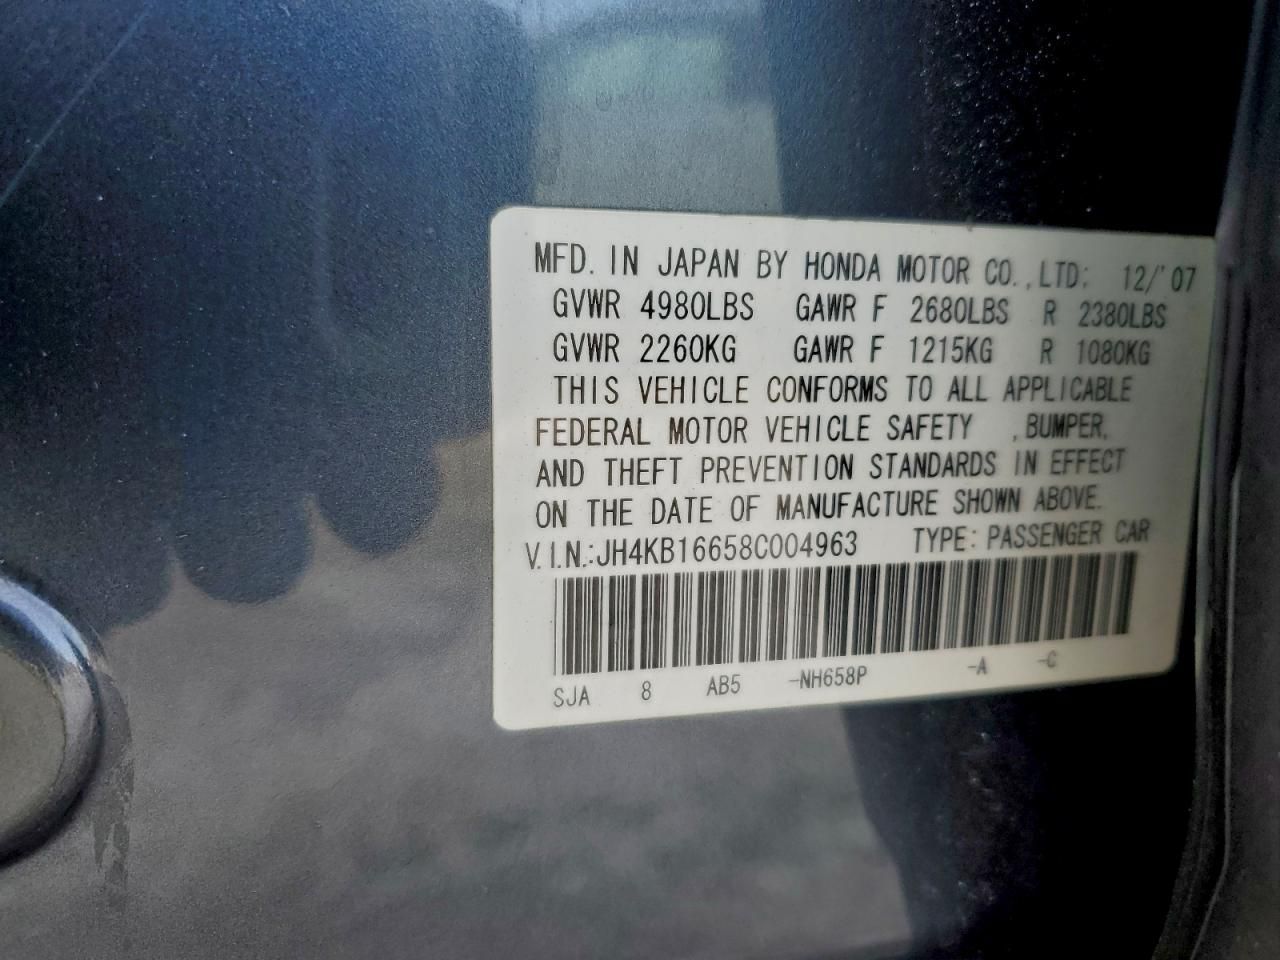 MFD. IN JAPAN BY HONDA MOTOR CO.,LTD: 12/'07
GVWR 4980LBS GAWR F 2680LBS R 2380LBS
GVWR 2260KG GAWR F 1215KG R 1080KG
THIS VEHICLE CONFORMS TO ALL APPLICABLE
FEDERAL MOTOR VEHICLE SAFETY ,BUMPER,
AND THEFT PREVENTION STANDARDS IN EFFECT
ON THE DATE OF MANUFACTURE SHOWN ABOVE.
V.I.N.:JH4KB16658C004963 TYPE: PASSENGER CAR
SJA 8 AB5 -NH658P -A -C